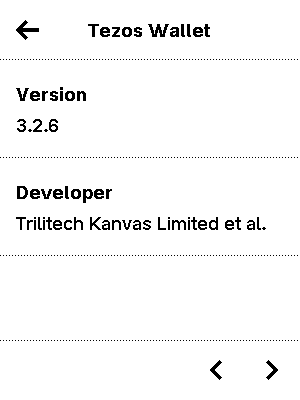 Tezos Wallet
Version
3.2.6
Developer
Trilitech Kanvas Limited et al.